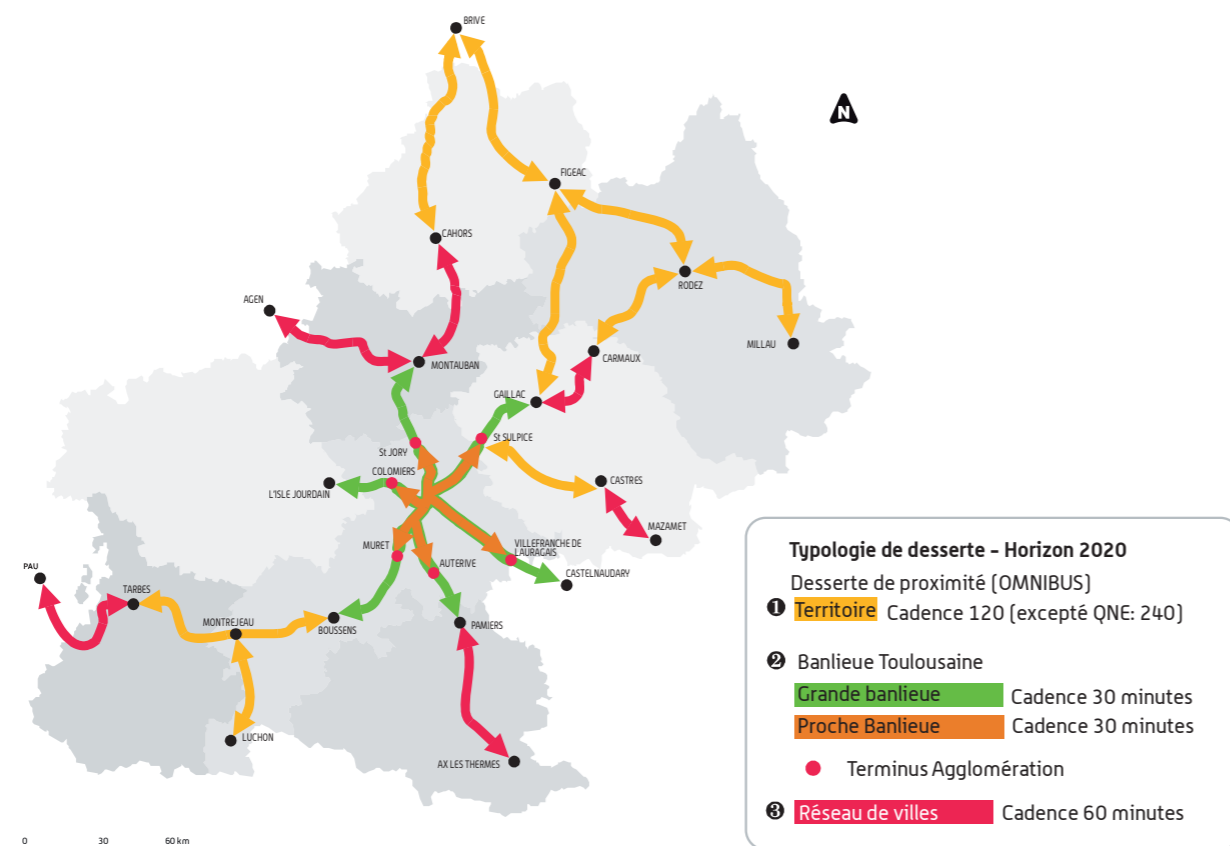 BRIVE
N
FIGEAC
CAHORS
RODEZ
AGEN
MILLAU
MONTAUBAN
CARMAUX
GAILLAC
St SULPICE
St JORY
COLOMIERS
L'ISLE JOURDAIN
CASTRES
MAZAMET
MURET
VILLEFRANCHE DE
LAURAGAIS
AUTERIVE
CASTELNAUDARY
PAU
TARBES
MONTREJEAU
BOUSSENS
PAMIERS
LUCHON
AX LES THERMES
0 30 60 km
Typologie de desserte - Horizon 2020
Desserte de proximité (OMNIBUS)
❶ Territoire Cadence 120 (excepté QNE: 240)
❷ Banlieue Toulousaine
Grande banlieue Cadence 30 minutes
Proche Banlieue Cadence 30 minutes
Terminus Agglomération
❸ Réseau de villes Cadence 60 minutes